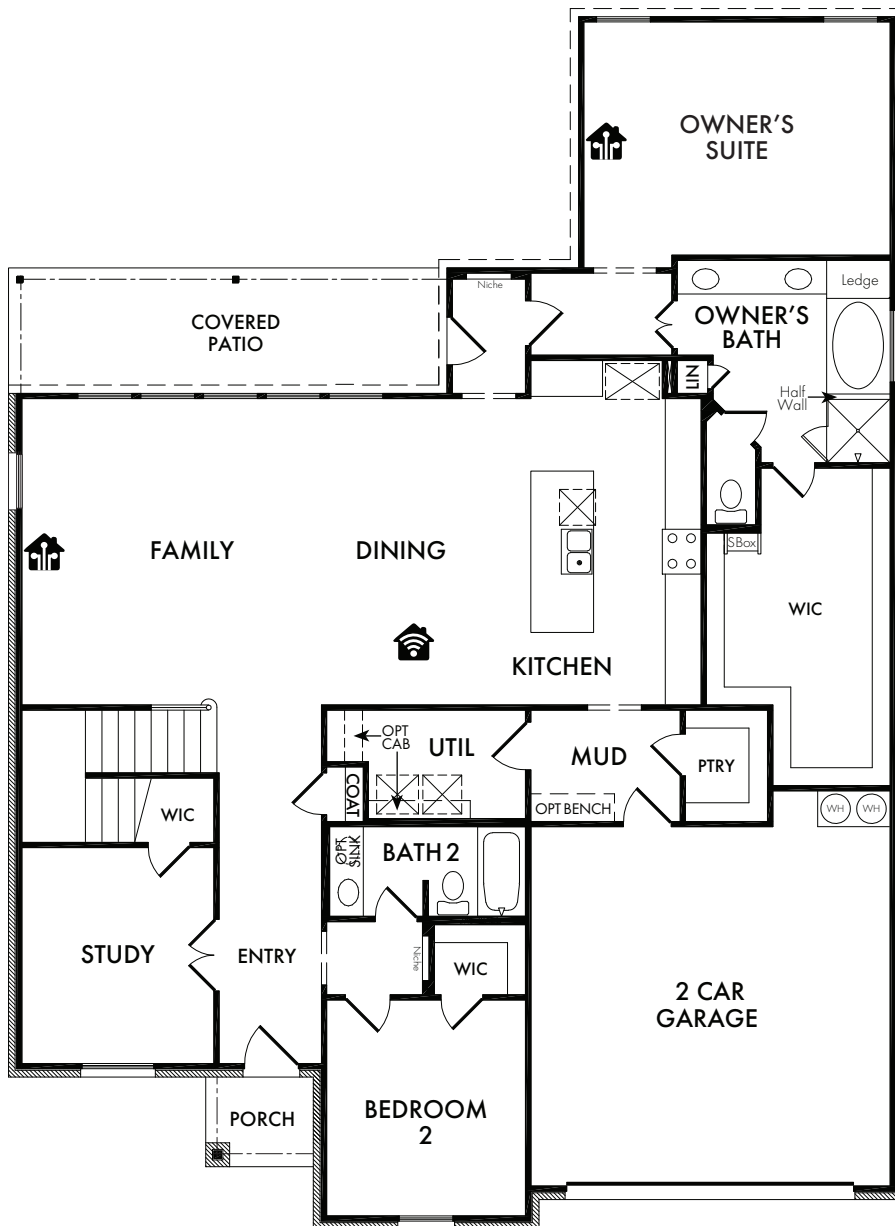 OWNER'S
SUITE
Niche
Ledge
COVERED
PATIO
OWNER'S
BATH
LIN
Half
Wall
SBox
FAMILY
DINING
WIC
KITCHEN
OPT
CAB
UTIL
MUD
PTRY
COAT
OPT BENCH
WIC
WH
WH
OPT
SINK
BATH 2
STUDY
ENTRY
Niche
WIC
2 CAR
GARAGE
PORCH
BEDROOM
2